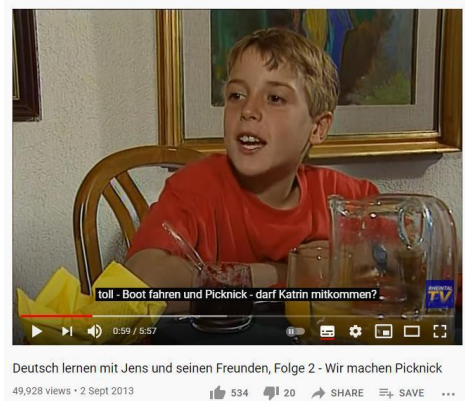 toll - Boot fahren und Picknick - darf Katrin mitkommen?
RHEINTAL
TV
0:59 / 5:57
Deutsch lernen mit Jens und seinen Freunden, Folge 2 - Wir machen Picknick
49,928 views • 2 Sept 2013
534 20 SHARE SAVE